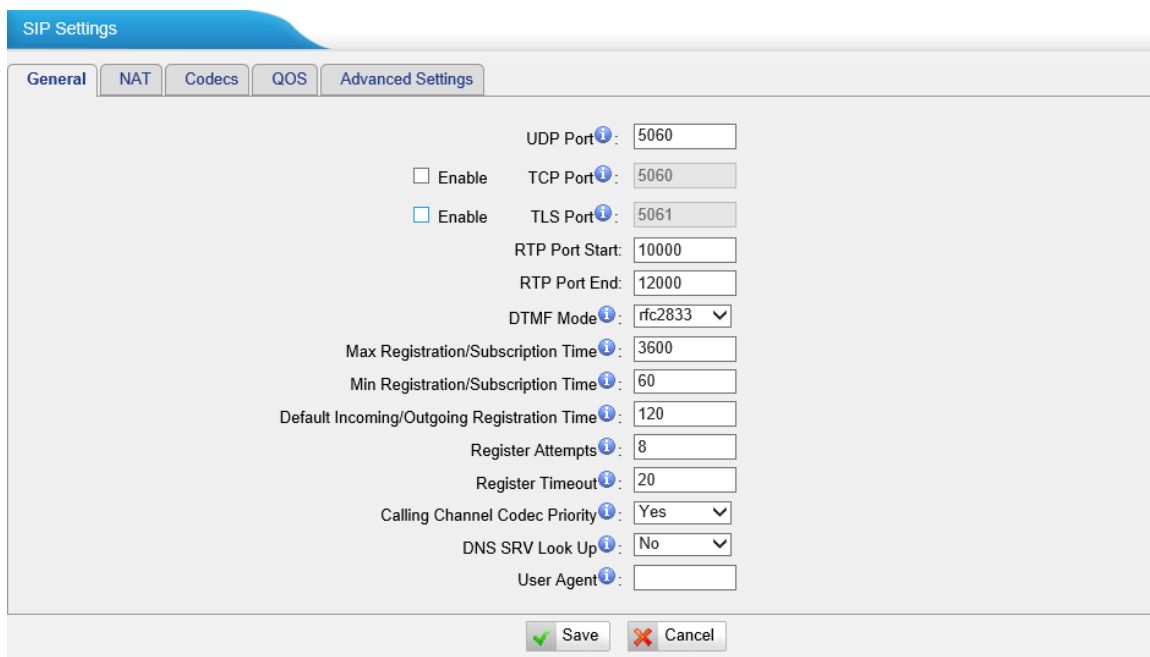 SIP Settings
General NAT Codecs QOS Advanced Settings
UDP Port: 5060
Enable TCP Port: 5060
Enable TLS Port: 5061
RTP Port Start: 10000
RTP Port End: 12000
DTMF Mode: rfc2833
Max Registration/Subscription Time: 3600
Min Registration/Subscription Time: 60
Default Incoming/Outgoing Registration Time: 120
Register Attempts: 8
Register Timeout: 20
Calling Channel Codec Priority: Yes
DNS SRV Look Up: No
User Agent:
Save Cancel